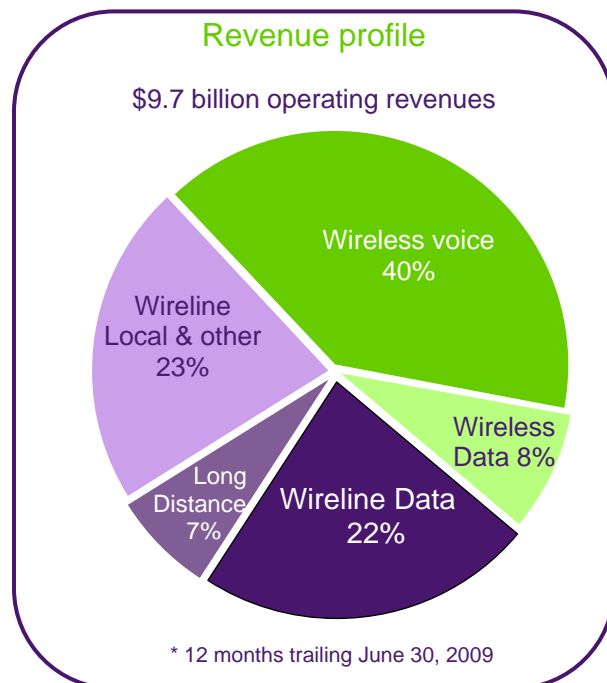 Revenue profile
$9.7 billion operating revenues
Wireless voice
40%
Wireline
Local & other
23%
Wireless
Data 8%
Long
Distance
7%
Wireline Data
22%
* 12 months trailing June 30, 2009